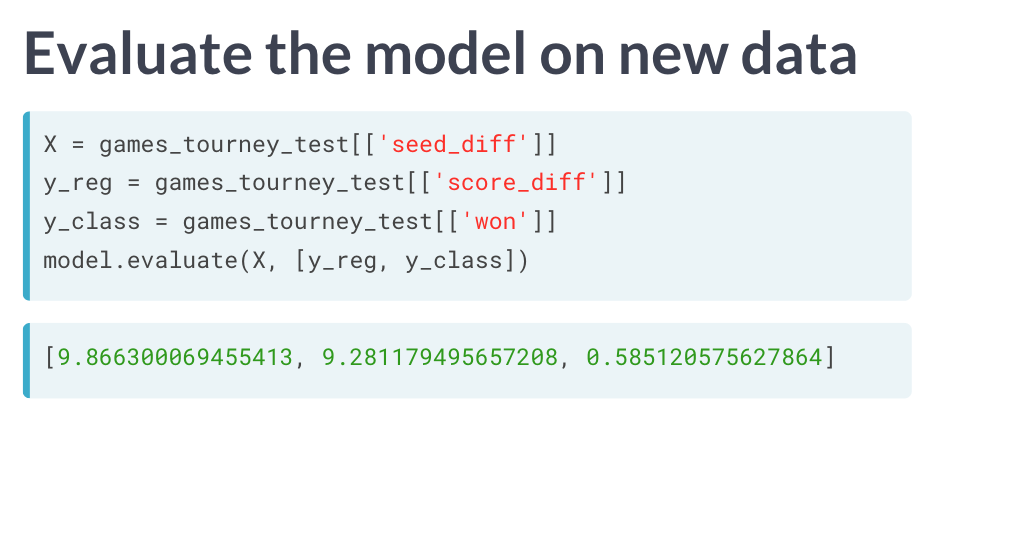 Evaluate the model on new data
X = games_tourney_test[['seed_diff']]
y_reg = games_tourney_test[['score_diff']]
y_class = games_tourney_test[['won']]
model.evaluate(X, [y_reg, y_class])
[9.866300069455413, 9.281179495657208, 0.585120575627864]